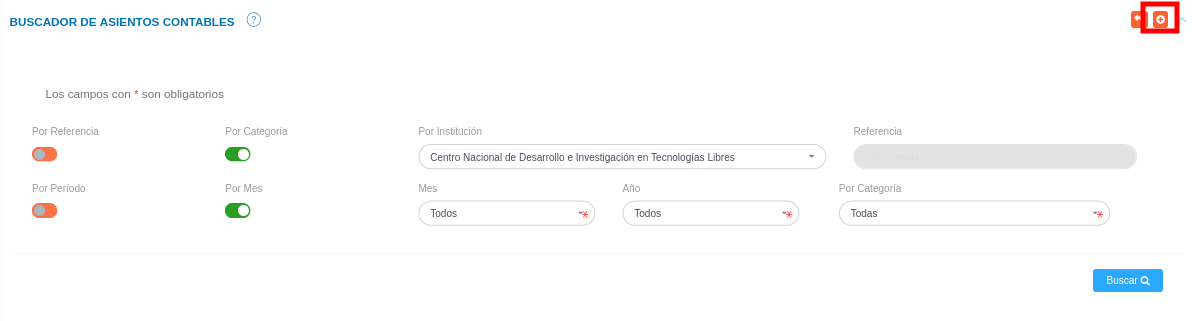 BUSCADOR DE ASIENTOS CONTABLES ?
Los campos con * son obligatorios
Por Referencia Por Categoría Por Institución Referencia
Centro Nacional de Desarrollo e Investigación en Tecnologías Libres
Por Período Por Mes Mes Año Por Categoría
Todos * Todos * Todas *
Buscar